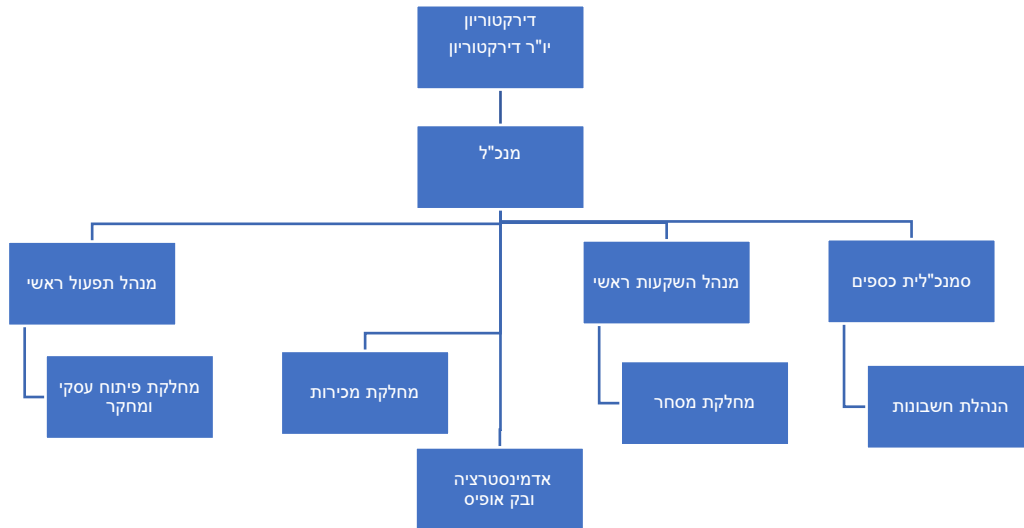 דירקטוריון
יו"ר דירקטוריון
מנכ"ל
סמנכ"לית כספים
מנהל השקעות ראשי
מנהל תפעול ראשי
הנהלת חשבונות
מחלקת מסחר
מחלקת מכירות
מחלקת פיתוח עסקי
ומחקר
אדמינסטרציה
ובק אופיס